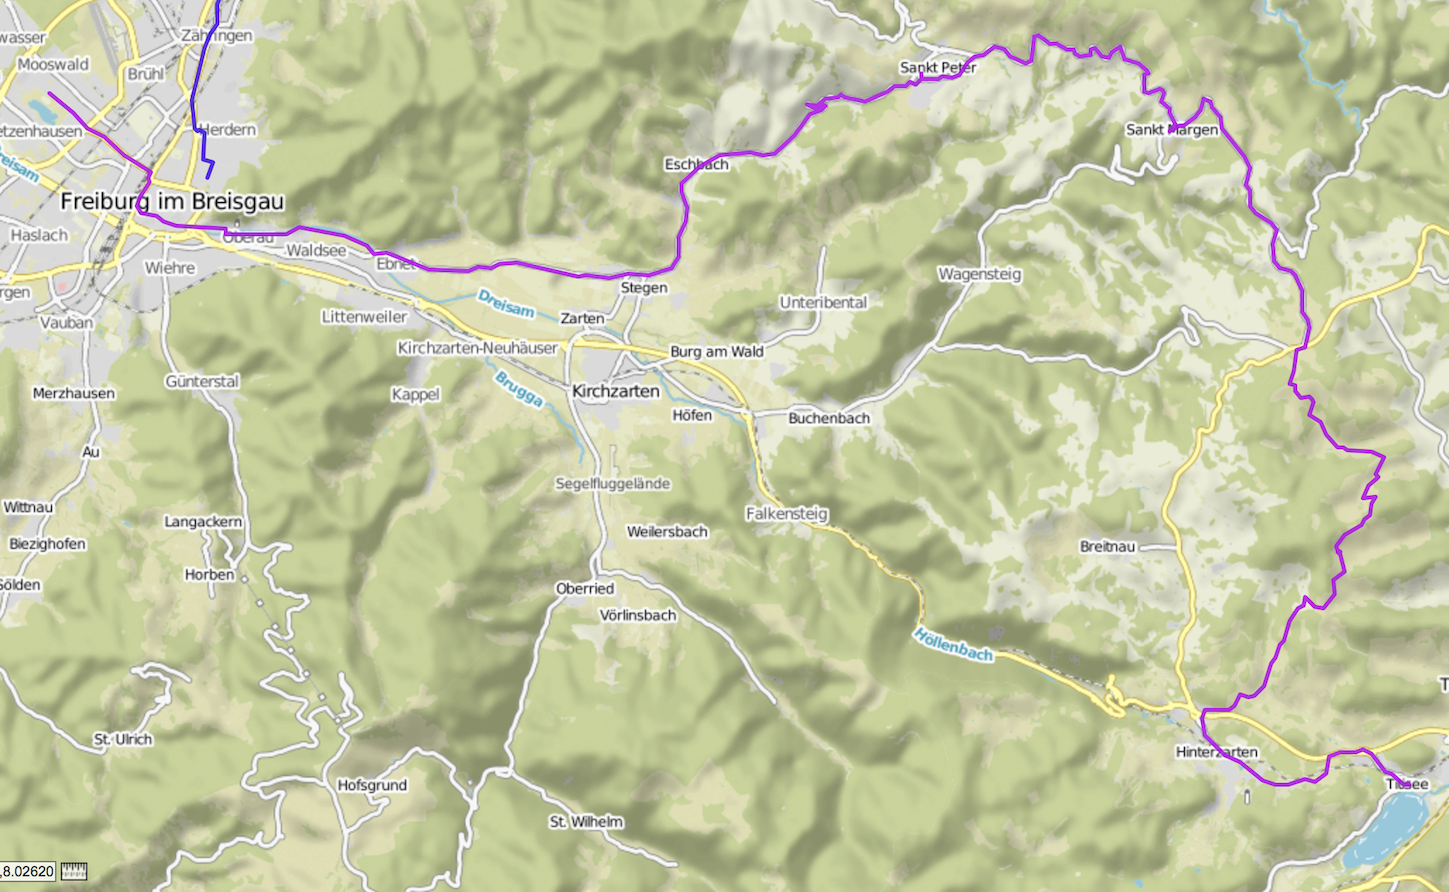 Zähringen
wasser
Mooswald
Brühl
Sankt Peter
etzenhausen
Herdern
Sankt Märgen
Dreisam
Eschbach
Freiburg im Breisgau
Haslach
Oberau
Waldsee
Ebnet
Wiehre
Wagensteig
rgen
Stegen
Dreisam
Unteribental
Littenweiler
Zarten
Vauban
Kirchzarten-Neuhäuser
Burg am Wald
Günterstal
Brugga
Merzhausen
Kappel
Kirchzarten
Höfen
Buchenbach
Au
Segelfluggelände
Wittnau
Langackern
Falkensteig
Weilersbach
Biezighofen
Breitnau
Horben
Sölden
Oberried
Vörlinsbach
Höllenbach
T
St. Ulrich
Hinterzarten
Hofsgrund
Titisee
St. Wilhelm
,8.02620